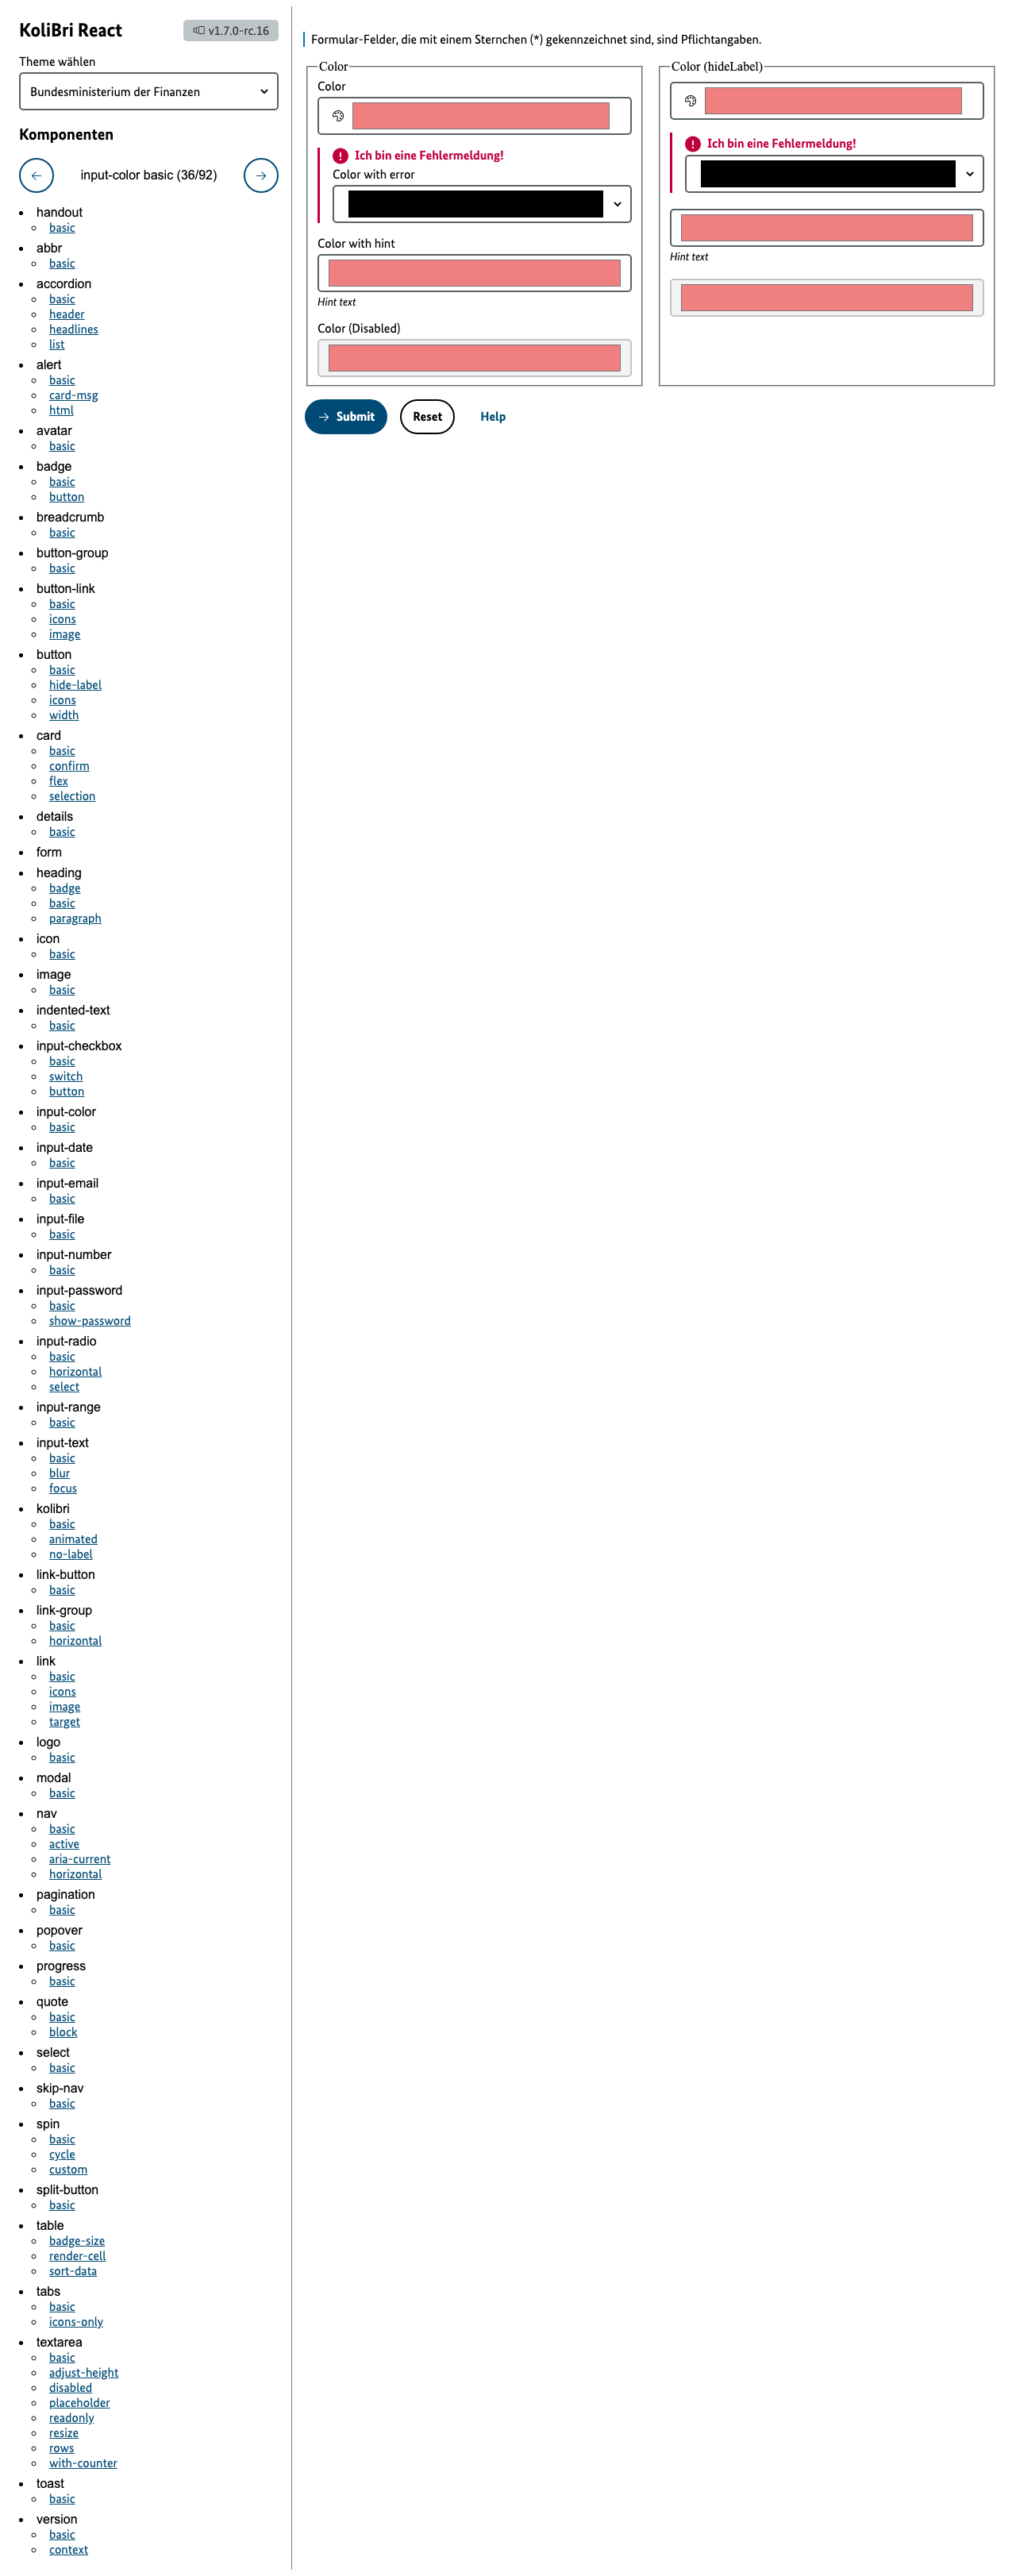 KoliBri React
v1.7.0-rc.16
Theme wählen
Bundesministerium der Finanzen
Komponenten
input-color basic (36/92)
handout
basic
abbr
basic
accordion
basic
header
headlines
list
alert
basic
card-msg
html
avatar
basic
badge
basic
button
breadcrumb
basic
button-group
basic
button-link
basic
icons
image
button
basic
hide-label
icons
width
card
basic
confirm
flex
selection
details
basic
form
heading
badge
basic
paragraph
icon
basic
image
basic
indented-text
basic
input-checkbox
basic
switch
button
input-color
basic
input-date
basic
input-email
basic
input-file
basic
input-number
basic
input-password
basic
show-password
input-radio
basic
horizontal
select
input-range
basic
input-text
basic
blur
focus
kolibri
basic
animated
no-label
link-button
basic
link-group
basic
horizontal
link
basic
icons
image
target
logo
basic
modal
basic
nav
basic
active
aria-current
horizontal
pagination
basic
popover
basic
progress
basic
quote
basic
block
select
basic
skip-nav
basic
spin
basic
cycle
custom
split-button
basic
table
badge-size
render-cell
sort-data
tabs
basic
icons-only
textarea
basic
adjust-height
disabled
placeholder
readonly
resize
rows
with-counter
toast
basic
version
basic
context
Formular-Felder, die mit einem Sternchen (*) gekennzeichnet sind, sind Pflichtangaben.
Color
Color
Ich bin eine Fehlermeldung!
Color with error
Color with hint
Hint text
Color (Disabled)
Color (hideLabel)
Ich bin eine Fehlermeldung!
Hint text
Submit
Reset
Help